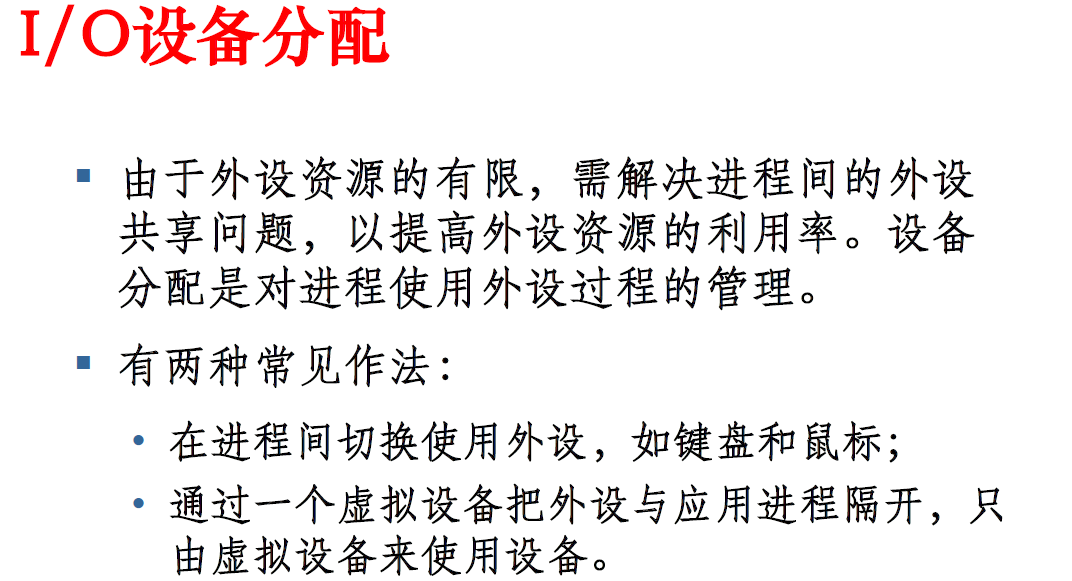 I/O设备分配
▪ 由于外设资源的有限，需解决进程间的外设
共享问题，以提高外设资源的利用率。设备
分配是对进程使用外设过程的管理。
▪ 有两种常见作法：
• 在进程间切换使用外设，如键盘和鼠标；
• 通过一个虚拟设备把外设与应用进程隔开，只
由虚拟设备来使用设备。